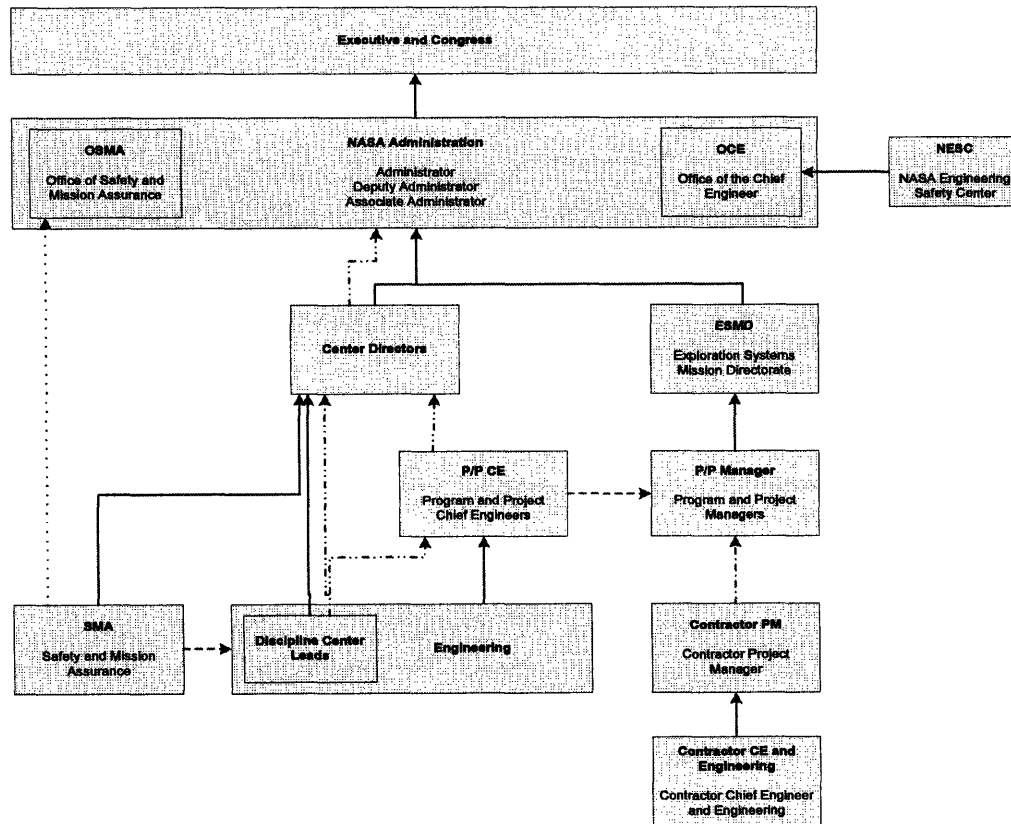 Executive and Congress
OSMA
Office of Safety and
Mission Assurance
NASA Administration
Administrator
Deputy Administrator
Associate Administrator
OCE
Office of the Chief
Engineer
NESC
NASA Engineering
Safety Center
Center Directors
ESMD
Exploration Systems
Mission Directorate
P/P CE
Program and Project
Chief Engineers
P/P Manager
Program and Project
Managers
SMA
Safety and Mission
Assurance
Discipline Center
Leads
Engineering
Contractor PM
Contractor Project
Manager
Contractor CE and
Engineering
Contractor Chief Engineer
and Engineering